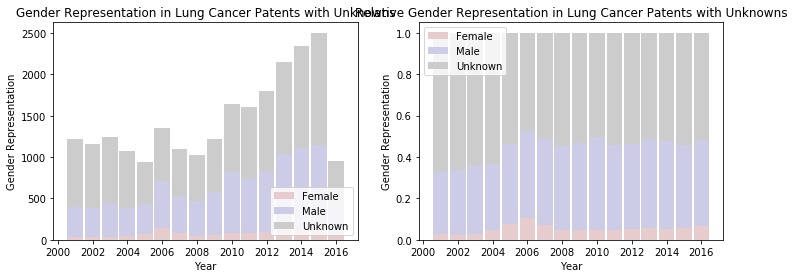 Gender Representation in Lung Cancer Patents with Unknowns
Relative Gender Representation in Lung Cancer Patents with Unknowns
Gender Representation
2500
2000
1500
1000
500
0
Female
Male
Unknown
2000 2002 2004 2006 2008 2010 2012 2014 2016
Year
Gender Representation
1.0
0.8
0.6
0.4
0.2
0.0
Female
Male
Unknown
2000 2002 2004 2006 2008 2010 2012 2014 2016
Year